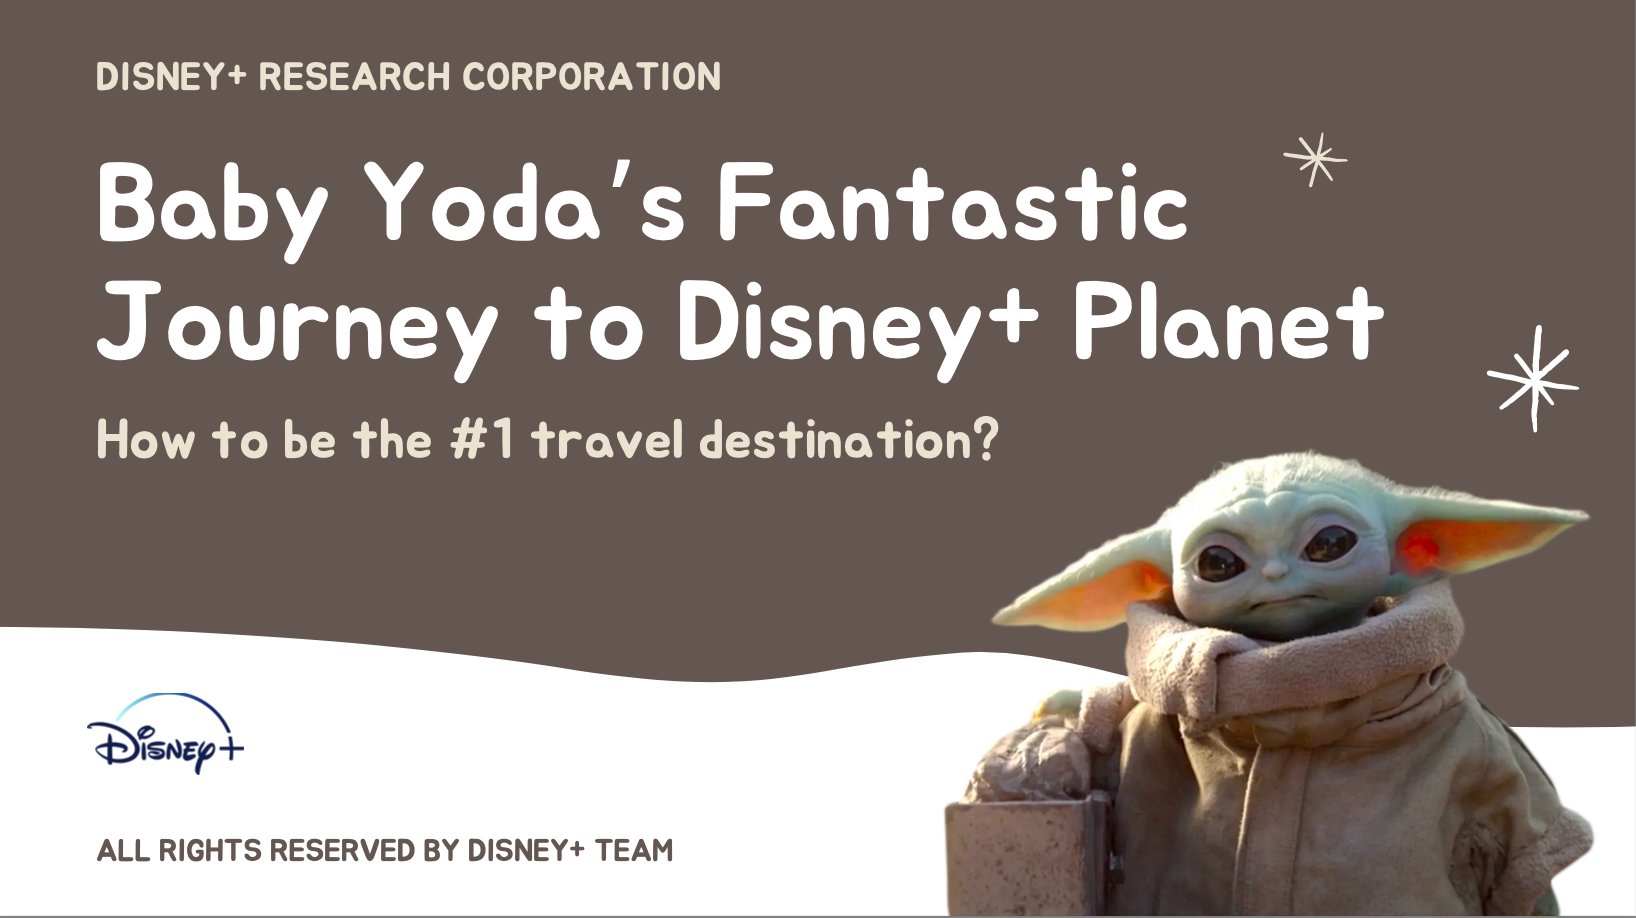 DISNEY+ RESEARCH CORPORATION
Baby Yoda's Fantastic
Journey to Disney+ Planet
How to be the #1 travel destination?
Disney+
ALL RIGHTS RESERVED BY DISNEY+ TEAM